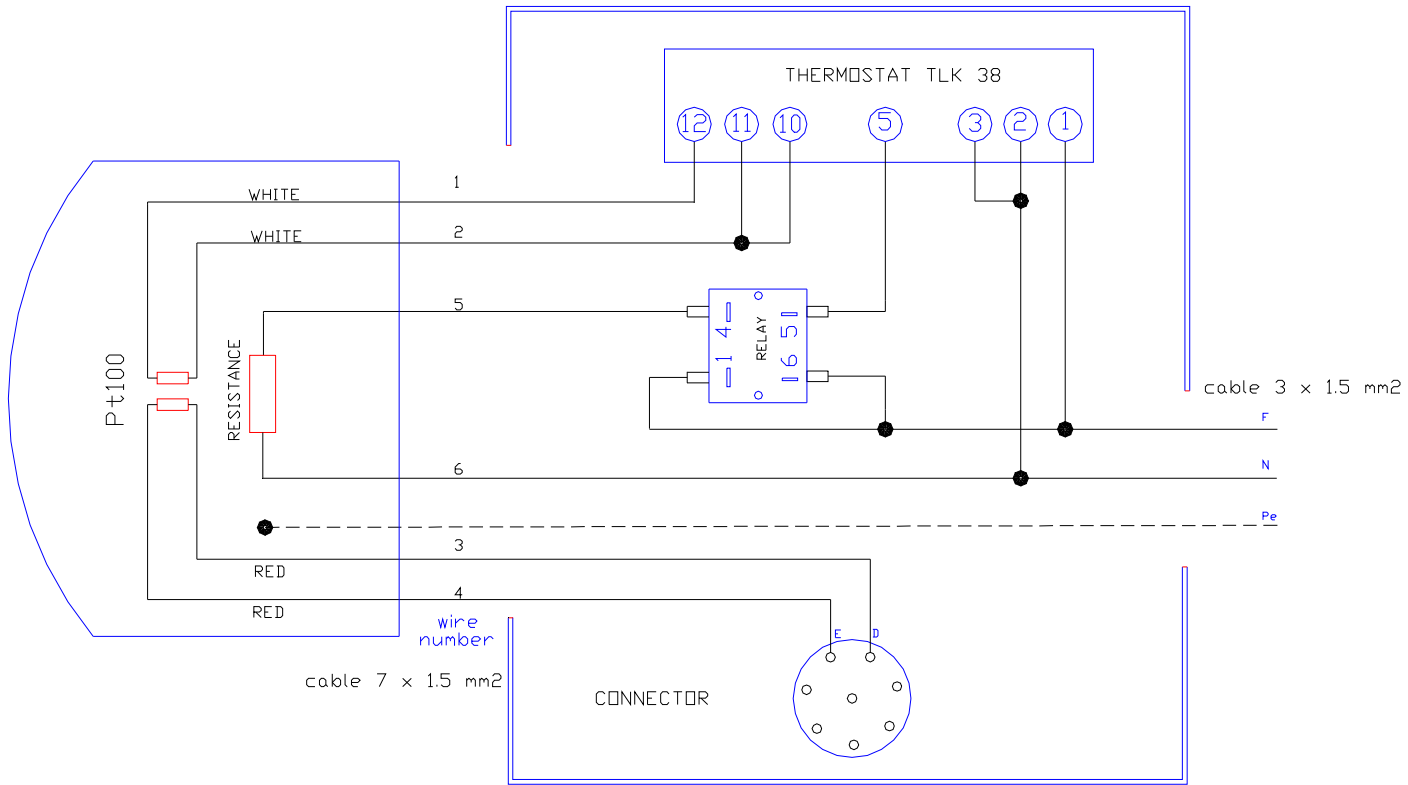 THERMOSTAT TLK 38
12 11 10 5 3 2 1
WHITE 1
WHITE 2
5
RELAY
4 5
1 6
Pt100
RESISTANCE
cable 3 x 1.5 mm2
F
6
N
Pe
3
RED
4
RED
wire
number
E D
cable 7 x 1.5 mm2
CONNECTOR